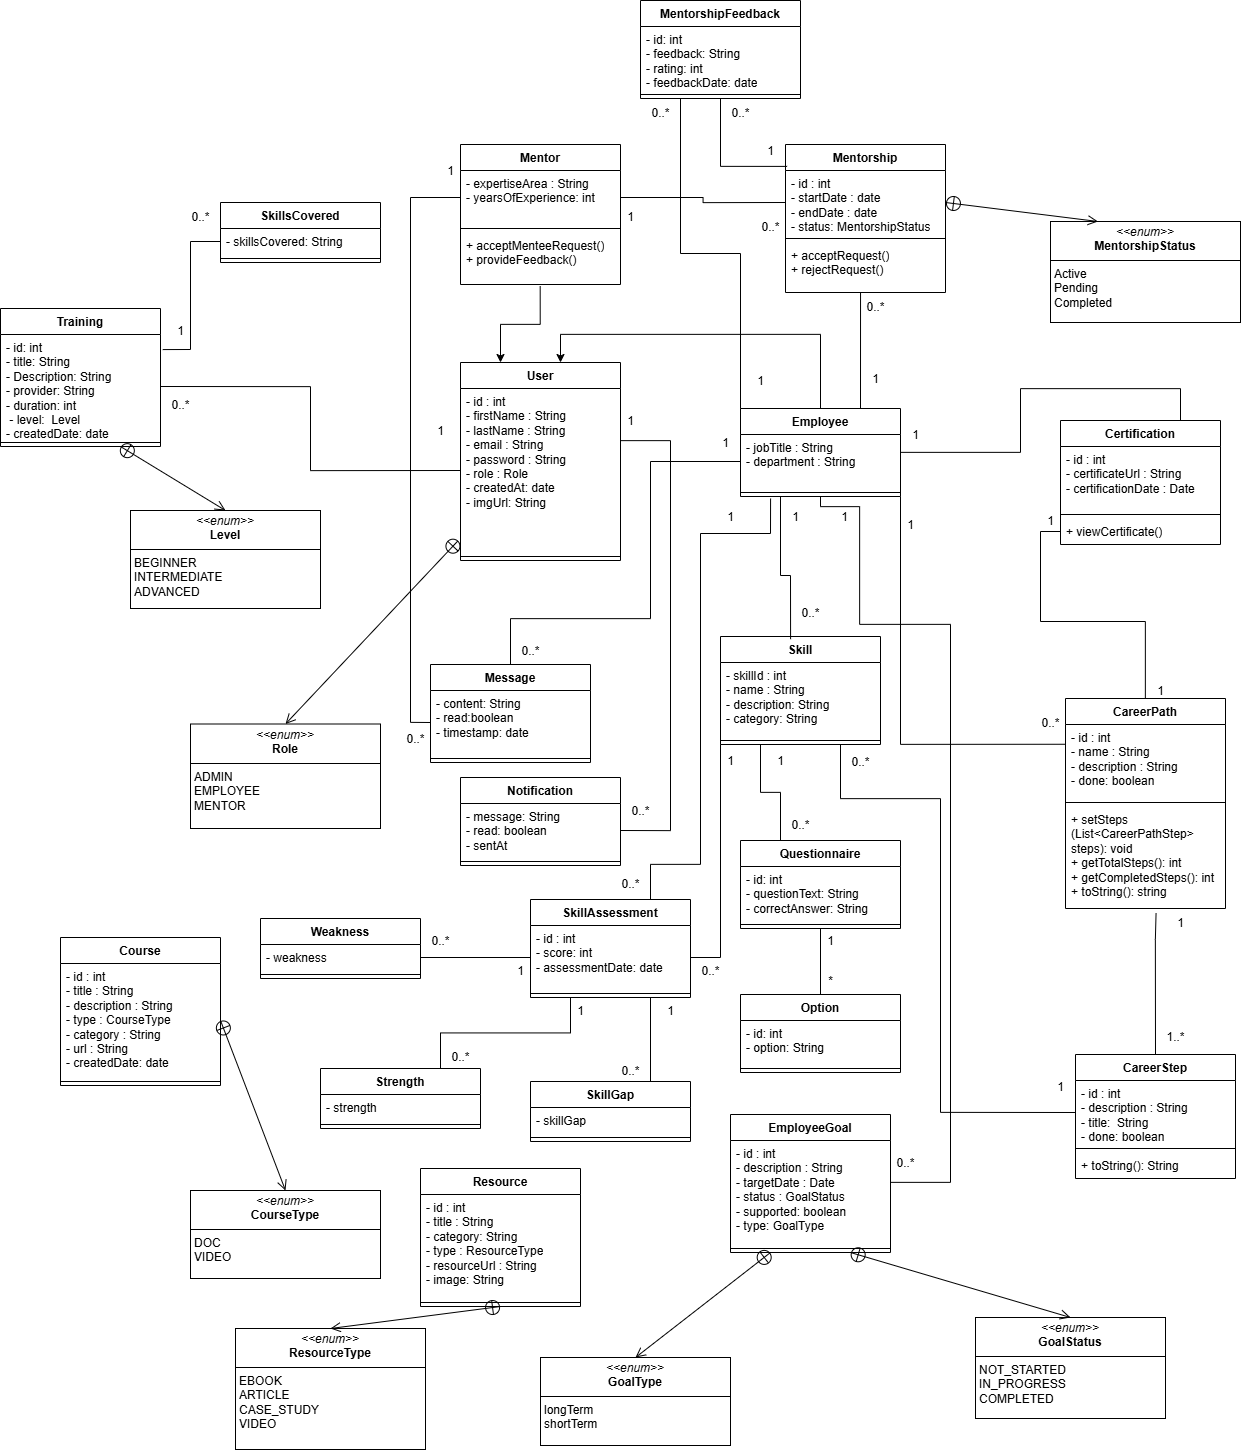 MentorshipFeedback
- id: int
- feedback: String
- rating: int
- feedbackDate: date
0..*
0..*
1
1
Mentor
- expertiseArea : String
- yearsOfExperience: int
+ acceptMenteeRequest()
+ provideFeedback()
1
0..*
Mentorship
- id : int
- startDate : date
- endDate : date
- status: MentorshipStatus
+ acceptRequest()
+ rejectRequest()
0..*
<<enum>>
MentorshipStatus
Active
Pending
Completed
0..*
SkillsCovered
- skillsCovered: String
1
Training
- id: int
- title: String
- Description: String
- provider: String
- duration: int
- level:  Level
- createdDate: date
0..*
<<enum>>
Level
BEGINNER
INTERMEDIATE
ADVANCED
1
User
- id : int
- firstName : String
- lastName : String
- email : String
- password : String
- role : Role
- createdAt: date
- imgUrl: String
1
1
1
1
Employee
- jobTitle : String
- department : String
1
1
1
1
1
1
Certification
- id : int
- certificateUrl : String
- certificationDate : Date
+ viewCertificate()
1
1
<<enum>>
Role
ADMIN
EMPLOYEE
MENTOR
0..*
Message
- content: String
- read:boolean
- timestamp: date
0..*
Notification
- message: String
- read: boolean
- sentAt
0..*
0..*
Skill
- skillId : int
- name : String
- description: String
- category: String
1
1
0..*
0..*
CareerPath
- id : int
- name : String
- description : String
- done: boolean
+ setSteps
(List<CareerPathStep>
steps): void
+ getTotalSteps(): int
+ getCompletedSteps(): int
+ toString(): string
1
0..*
Questionnaire
- id: int
- questionText: String
- correctAnswer: String
1
*
Option
- id: int
- option: String
0..*
SkillAssessment
- id : int
- score: int
- assessmentDate: date
0..*
1
1
1
Weakness
- weakness
0..*
0..*
Strength
- strength
0..*
SkillGap
- skillGap
Course
- id : int
- title : String
- description : String
- type : CourseType
- category : String
- url : String
- createdDate: date
<<enum>>
CourseType
DOC
VIDEO
1..*
1
CareerStep
- id : int
- description : String
- title:  String
- done: boolean
+ toString(): String
EmployeeGoal
- id : int
- description : String
- targetDate : Date
- status : GoalStatus
- supported: boolean
- type: GoalType
0..*
Resource
- id : int
- title : String
- category: String
- type : ResourceType
- resourceUrl : String
- image: String
<<enum>>
ResourceType
EBOOK
ARTICLE
CASE_STUDY
VIDEO
<<enum>>
GoalType
longTerm
shortTerm
<<enum>>
GoalStatus
NOT_STARTED
IN_PROGRESS
COMPLETED